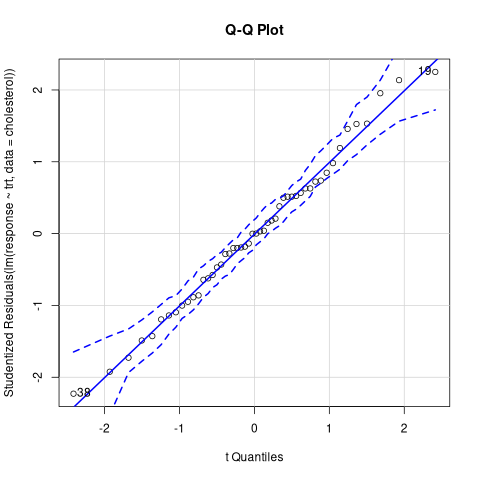 Q-Q Plot
Studentized Residuals(lm(response ~ trt, data = cholesterol))
2
1
0
-1
-2
19
38
-2 -1 0 1 2
t Quantiles